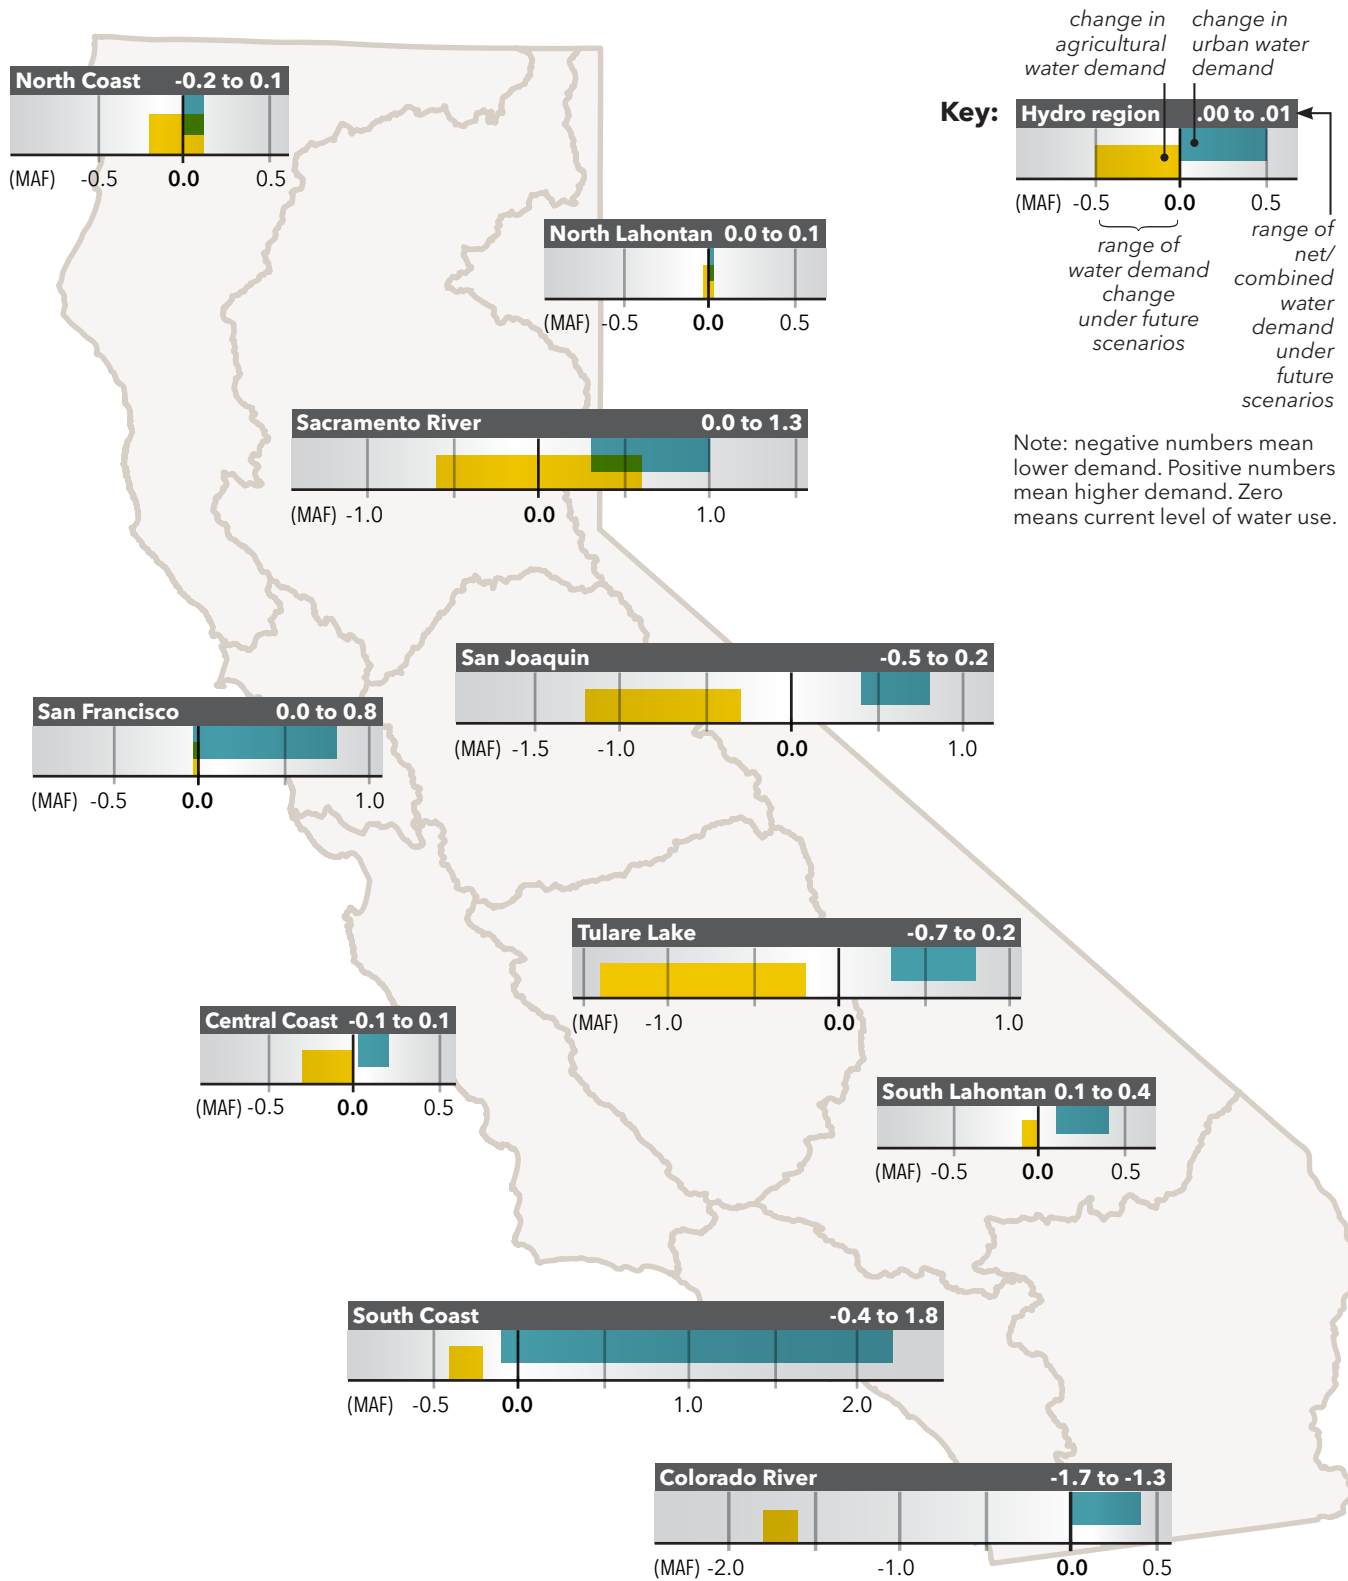 change in
agricultural
water demand
change in
urban water
demand
Key:
Hydro region .00 to .01
(MAF) -0.5 0.0 0.5
range of
water demand
change
under future
scenarios
range of
net/
combined
water
demand
under
future
scenarios
Note: negative numbers mean
lower demand. Positive numbers
mean higher demand. Zero
means current level of water use.
North Coast -0.2 to 0.1
(MAF) -0.5 0.0 0.5
North Lahontan 0.0 to 0.1
(MAF) -0.5 0.0 0.5
Sacramento River 0.0 to 1.3
(MAF) -1.0 0.0 1.0
San Joaquin -0.5 to 0.2
(MAF) -1.5 -1.0 0.0 1.0
San Francisco 0.0 to 0.8
(MAF) -0.5 0.0 1.0
Tulare Lake -0.7 to 0.2
(MAF) -1.0 0.0 1.0
Central Coast -0.1 to 0.1
(MAF) -0.5 0.0 0.5
South Lahontan 0.1 to 0.4
(MAF) -0.5 0.0 0.5
South Coast -0.4 to 1.8
(MAF) -0.5 0.0 1.0 2.0
Colorado River -1.7 to -1.3
(MAF) -2.0 -1.0 0.0 0.5